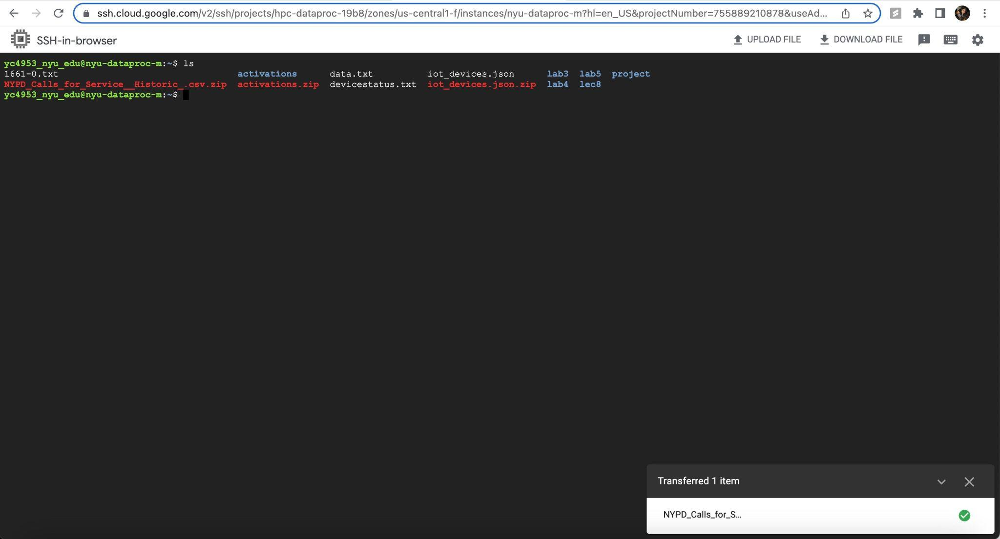 ssh.cloud.google.com/v2/ssh/projects/hpc-dataproc-19b8/zones/us-central1-f/instances/nyu-dataproc-m?hl=en_US&projectNumber=755889210878&useAd...
SSH-in-browser
UPLOAD FILE
DOWNLOAD FILE
yc4953_nyu_edu@nyu-dataproc-m:~$ ls
1661-0.txt activations data.txt iot_devices.json lab3 lab5 project
NYPD_Calls_for_Service__Historic_.csv.zip activations.zip devicestatus.txt iot_devices.json.zip lab4 lec8
yc4953_nyu_edu@nyu-dataproc-m:~$
Transferred 1 item
NYPD_Calls_for_S...